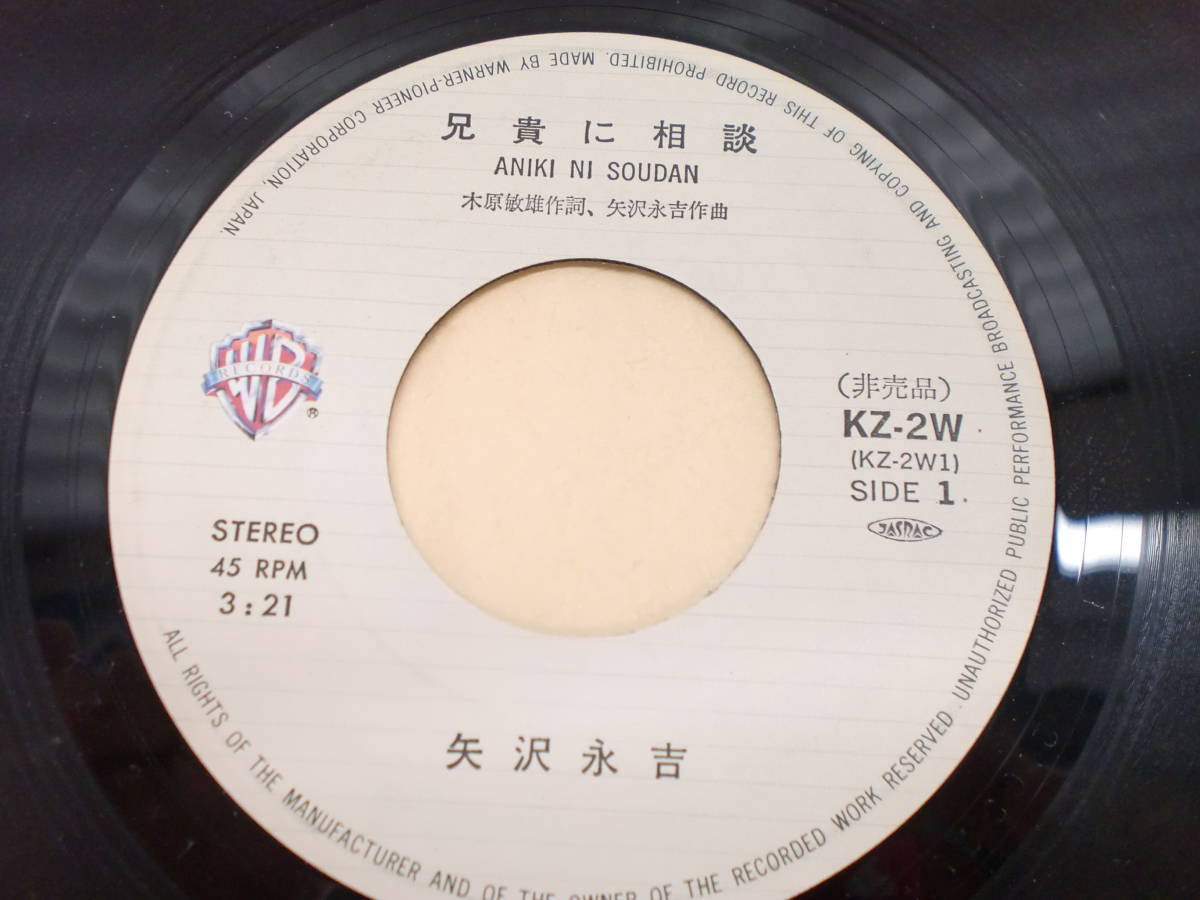 兄貴に相談
ANIKI NI SOUDAN
木原敏雄作詞、矢沢永吉作曲
WB
RECORDS
®
(非売品)
KZ-2W
(KZ-2W1)
SIDE 1
JASRAC
STEREO
45 RPM
3:21
矢沢永吉
ALL RIGHTS OF THE MANUFACTURER AND OF THE OWNER OF THE RECORDED WORK RESERVED. UNAUTHORIZED PUBLIC PERFORMANCE BROADCASTING AND COPYING OF THIS RECORD PROHIBITED. MADE BY WARNER-PIONEER CORPORATION, JAPAN.